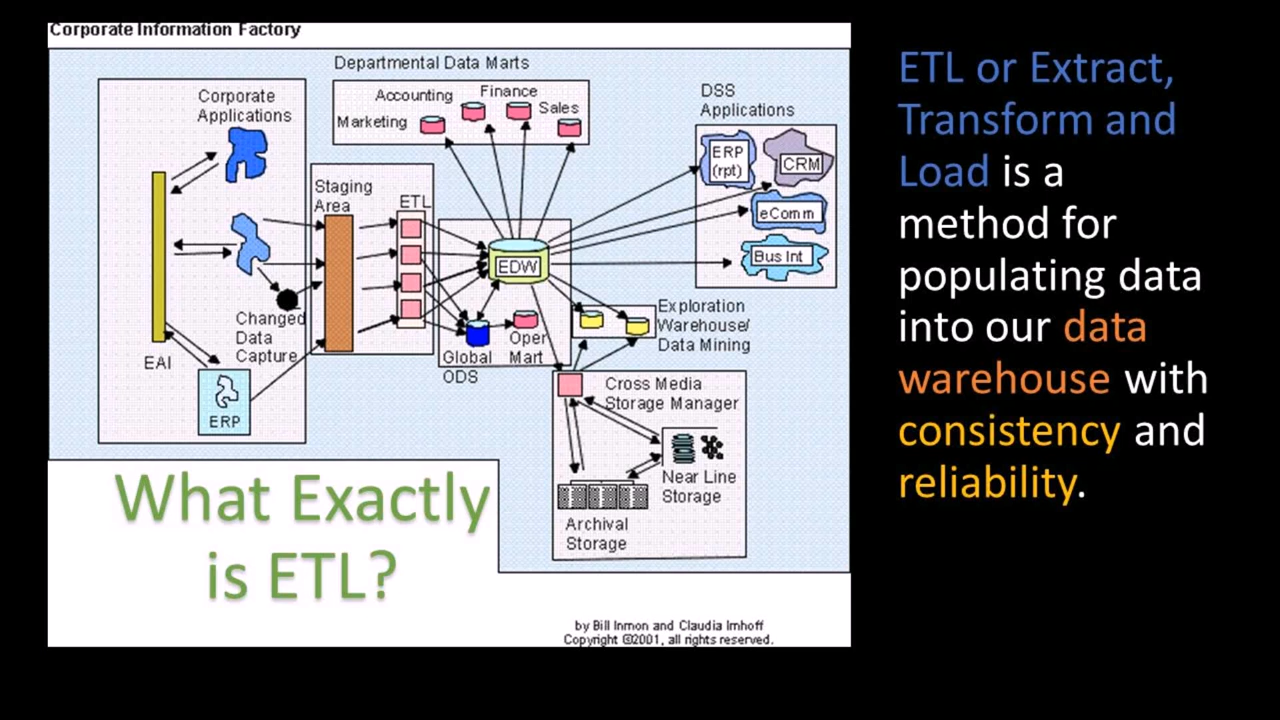 Corporate Information Factory
Departmental Data Marts
Accounting
Finance
Marketing
Sales
DSS
Applications
ERP
(rpt)
CRM
eComm
Bus Int
Corporate
Applications
Staging
Area
ETL
EDW
Changed
Data
Capture
EAI
ERP
Global
ODS
Oper
Mart
Exploration
Warehouse/
Data Mining
Cross Media
Storage Manager
Near Line
Storage
Archival
Storage
What Exactly
is ETL?
by Bill Inmon and Claudia Imhoff
Copyright ©2001, all rights reserved.
ETL or Extract,
Transform and
Load is a
method for
populating data
into our data
warehouse with
consistency and
reliability.